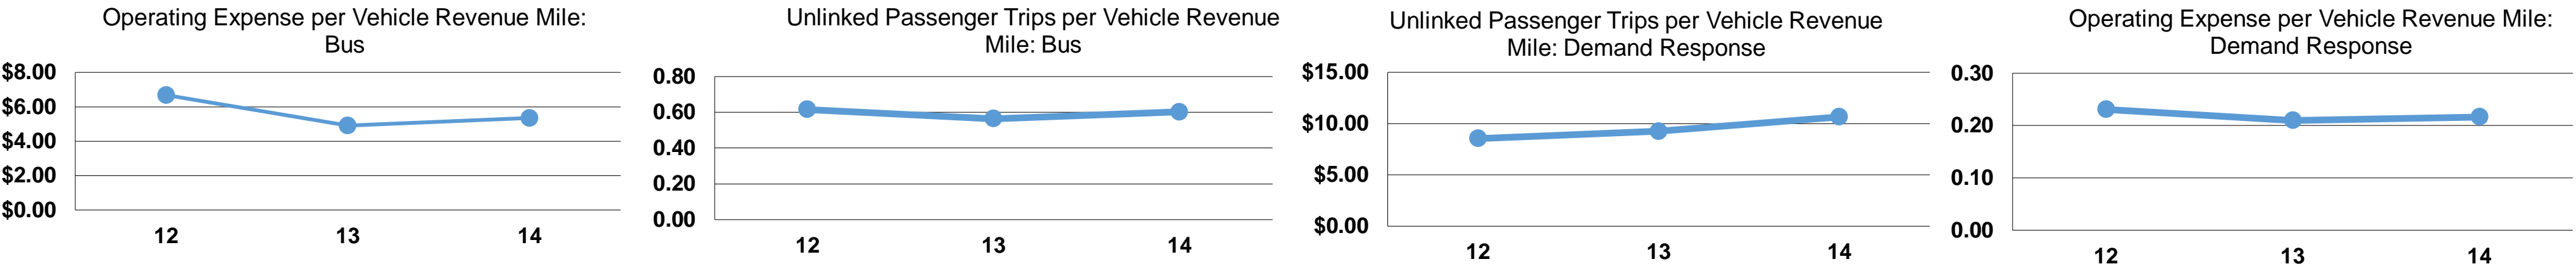 Operating Expense per Vehicle Revenue Mile:
Bus
$8.00
$6.00
$4.00
$2.00
$0.00
12 13 14
Unlinked Passenger Trips per Vehicle Revenue
Mile: Bus
0.80
0.60
0.40
0.20
0.00
12 13 14
Unlinked Passenger Trips per Vehicle Revenue
Mile: Demand Response
$15.00
$10.00
$5.00
$0.00
12 13 14
Operating Expense per Vehicle Revenue Mile:
Demand Response
0.30
0.20
0.10
0.00
12 13 14